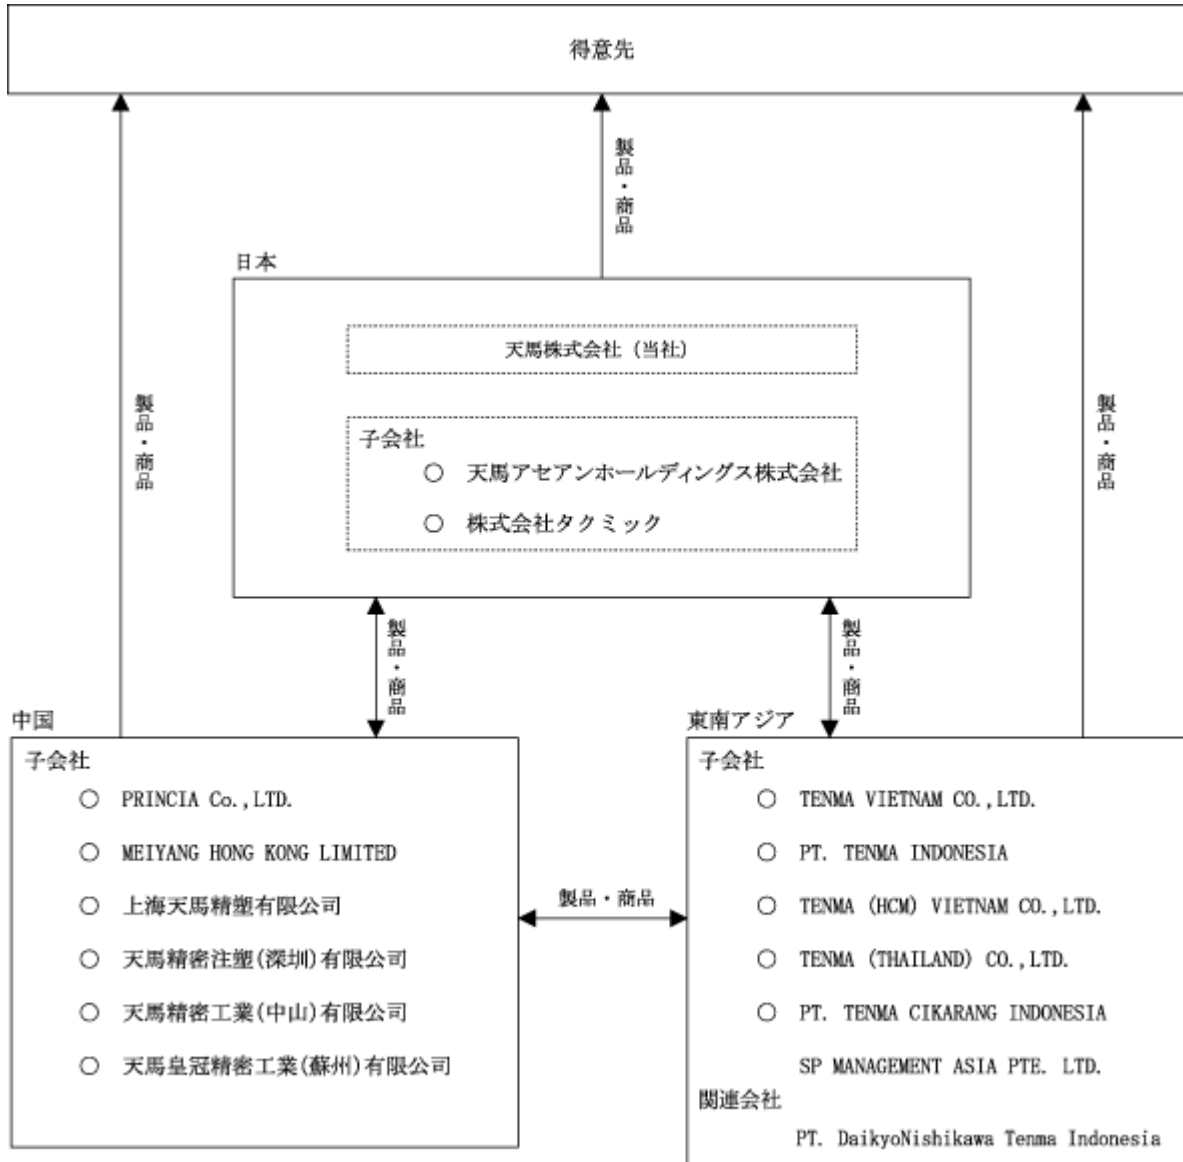 得意先
製品・商品
日本
天馬株式会社（当社）
製品・商品
製品・商品
子会社
○ 天馬アセアンホールディングス株式会社
○ 株式会社タクミック
製品・商品
製品・商品
中国
子会社
○ PRINCIA Co.,LTD.
○ MEIYANG HONG KONG LIMITED
○ 上海天馬精塑有限公司
○ 天馬精密注塑(深圳)有限公司
○ 天馬精密工業(中山)有限公司
○ 天馬皇冠精密工業(蘇州)有限公司
製品・商品
東南アジア
子会社
○ TENMA VIETNAM CO.,LTD.
○ PT. TENMA INDONESIA
○ TENMA (HCM) VIETNAM CO.,LTD.
○ TENMA (THAILAND) CO.,LTD.
○ PT. TENMA CIKARANG INDONESIA
SP MANAGEMENT ASIA PTE. LTD.
関連会社
PT. DaikyoNishikawa Tenma Indonesia